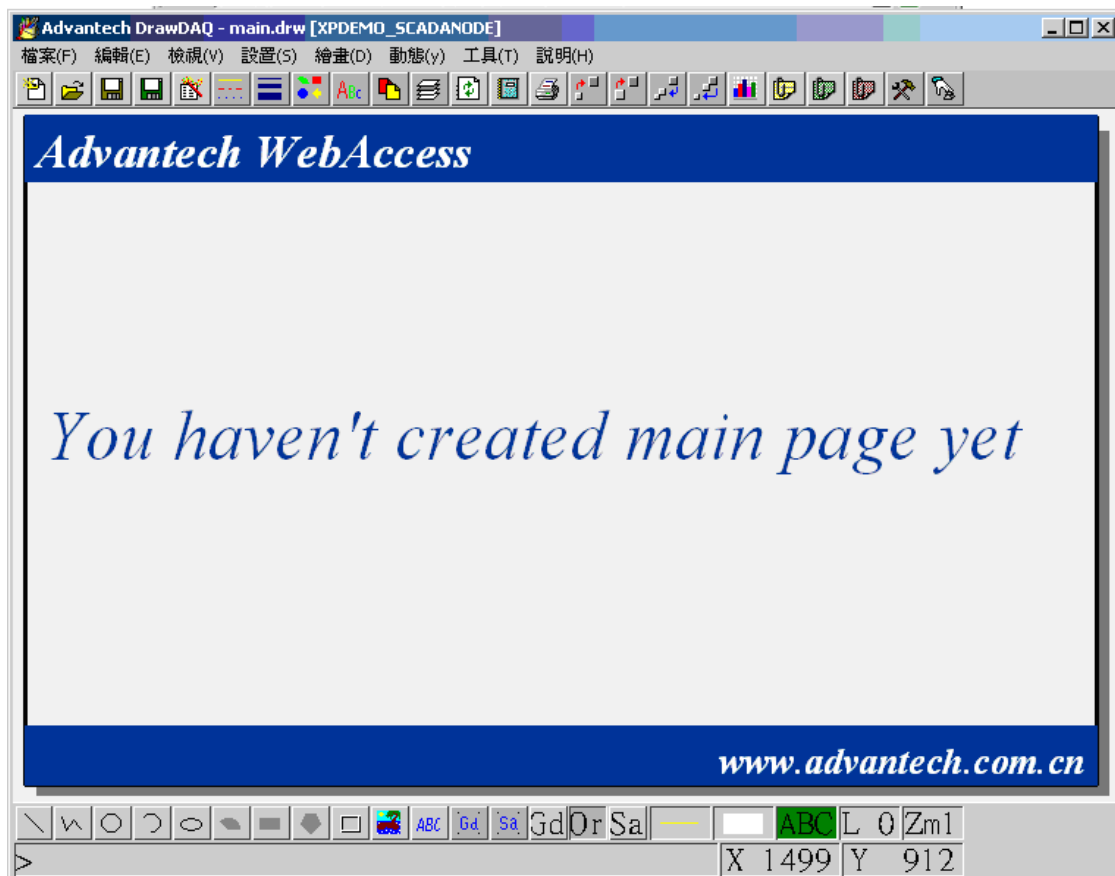 Advantech DrawDAQ - main.drw [XPDEMO_SCADANODE]
檔案(F) 編輯(E) 檢視(V) 設置(S) 繪畫(D) 動態(y) 工具(T) 說明(H)
ABc
Advantech WebAccess
You haven't created main page yet
www.advantech.com.cn
ABC Gd Sa Gd Or Sa ABC L 0 Zm1
> X 1499 Y 912